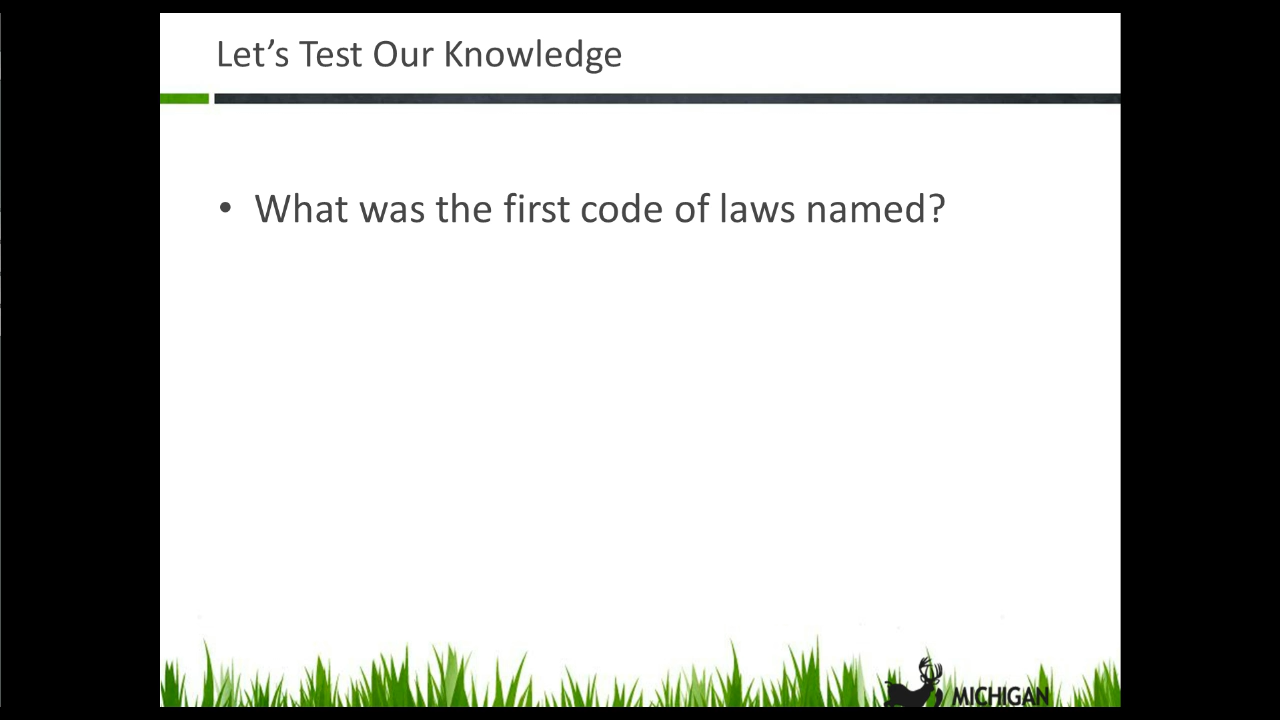 Let’s Test Our Knowledge
• What was the first code of laws named?
MICHIGAN